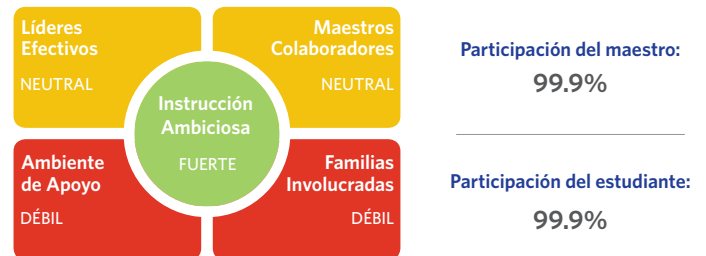 Líderes
Efectivos
NEUTRAL
Maestros
Colaboradores
NEUTRAL
Instrucción
Ambiciosa
FUERTE
Ambiente
de Apoyo
DÉBIL
Familias
Involucradas
DÉBIL
Participación del maestro:
99.9%
Participación del estudiante:
99.9%